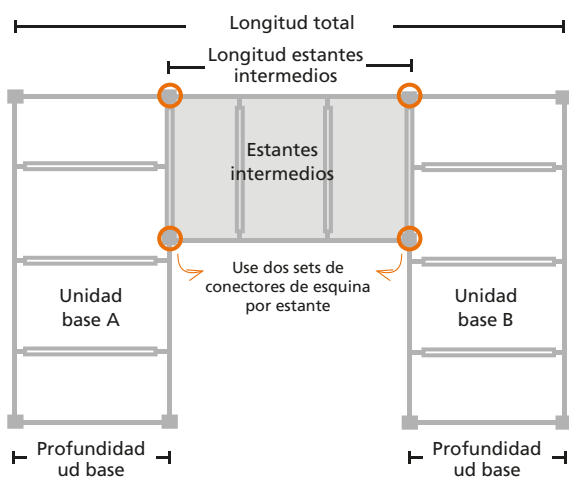 Longitud total
Longitud estantes
intermedios
Estantes
intermedios
Use dos sets de
conectores de esquina
por estante
Unidad
base A
Unidad
base B
Profundidad
ud base
Profundidad
ud base